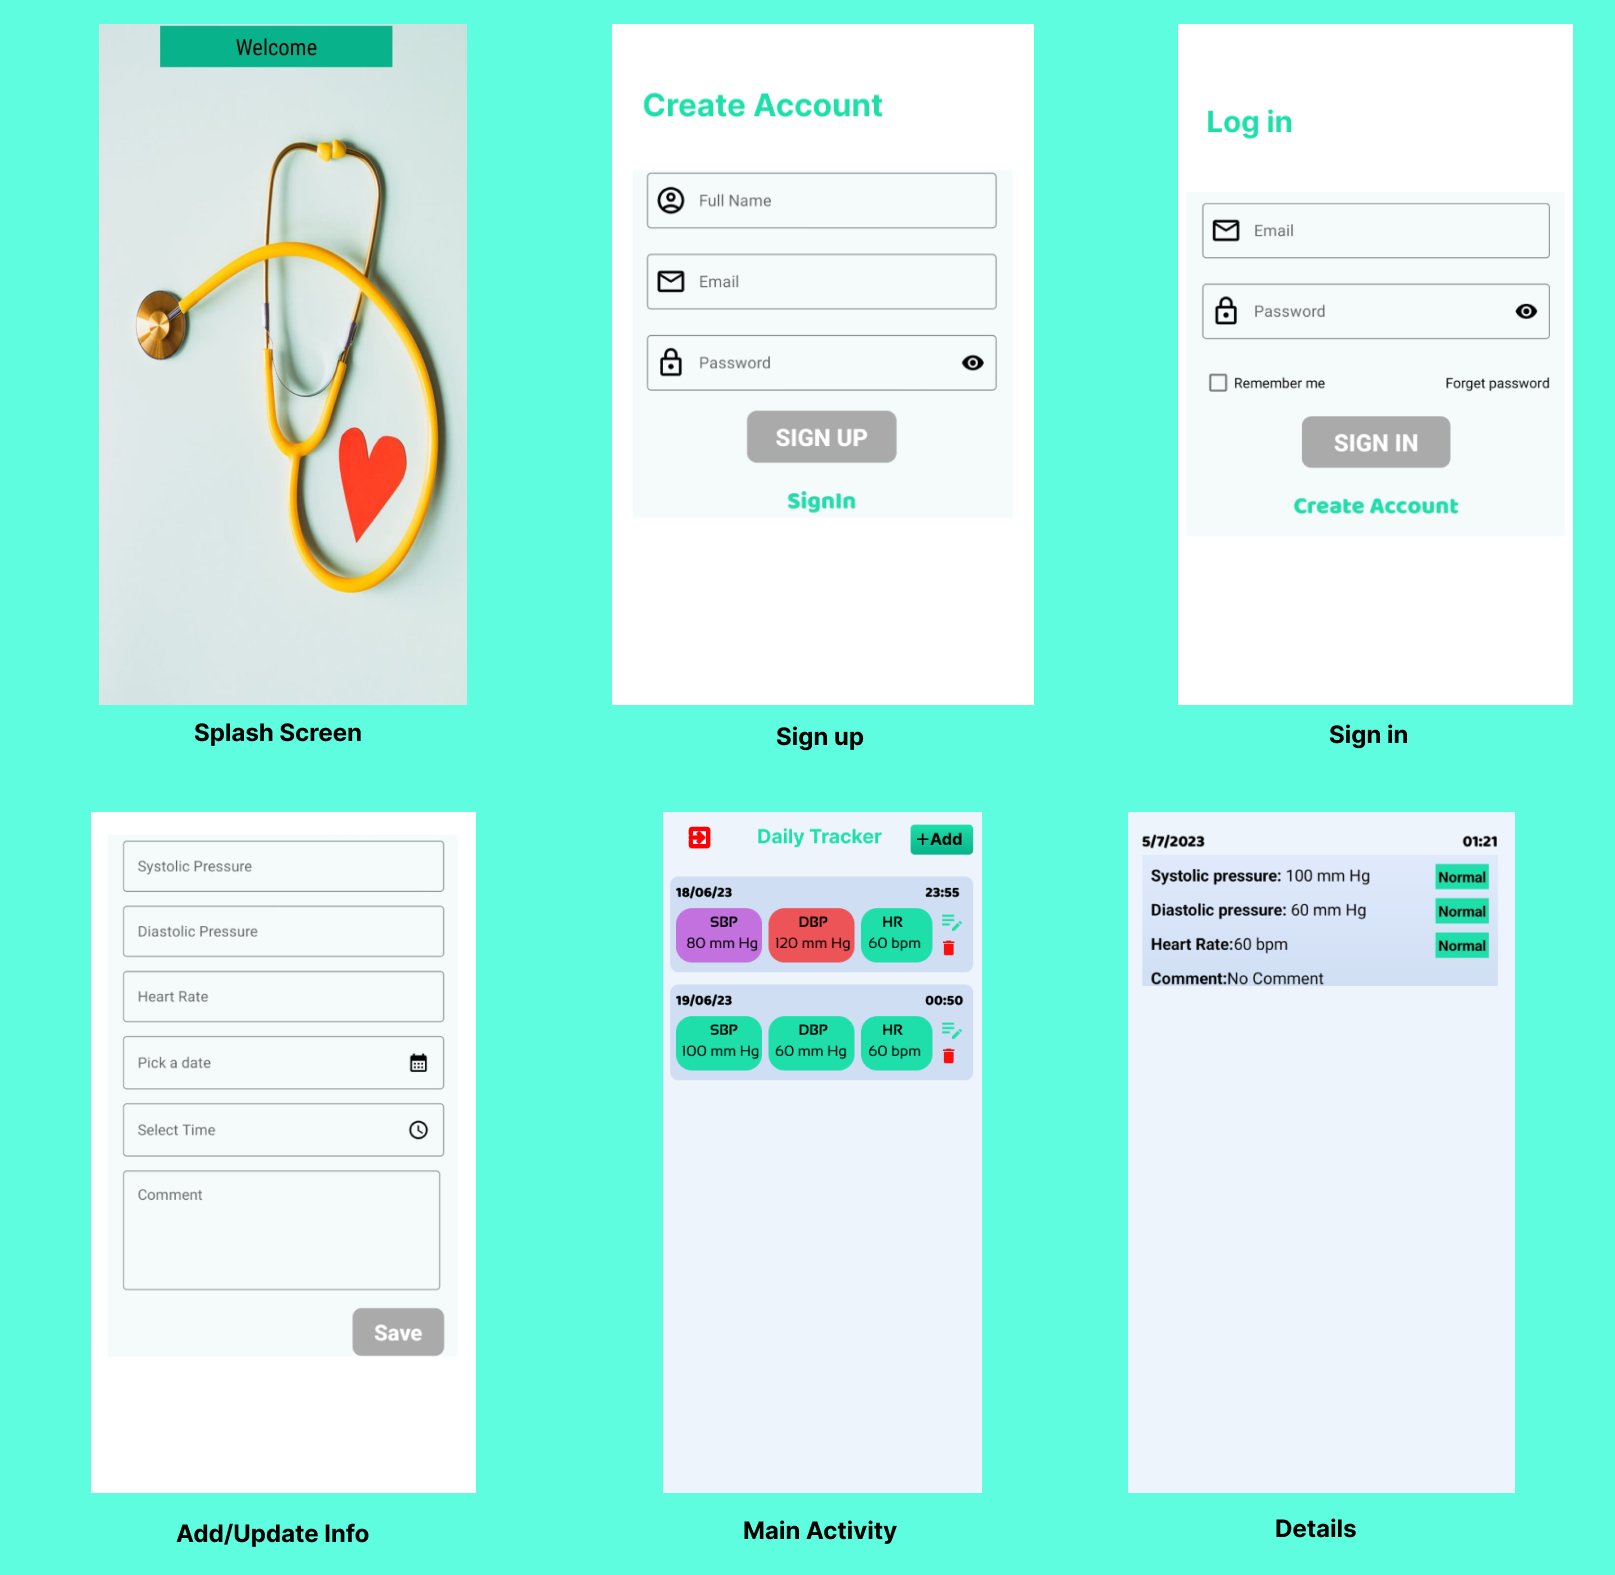 Welcome
Splash Screen
Create Account
Full Name
Email
Password
SIGN UP
SignIn
Sign up
Log in
Email
Password
Remember me
Forget password
SIGN IN
Create Account
Sign in
Systolic Pressure
Diastolic Pressure
Heart Rate
Pick a date
Select Time
Comment
Save
Add/Update Info
Daily Tracker
+Add
18/06/23 23:55
SBP DBP HR
80 mm Hg 120 mm Hg 60 bpm
19/06/23 00:50
SBP DBP HR
100 mm Hg 60 mm Hg 60 bpm
Main Activity
5/7/2023 01:21
Systolic pressure: 100 mm Hg Normal
Diastolic pressure: 60 mm Hg Normal
Heart Rate:60 bpm Normal
Comment:No Comment
Details